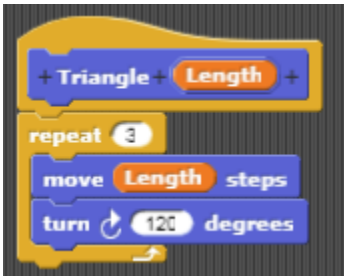 + Triangle + Length +
repeat 3
move Length steps
turn 120 degrees